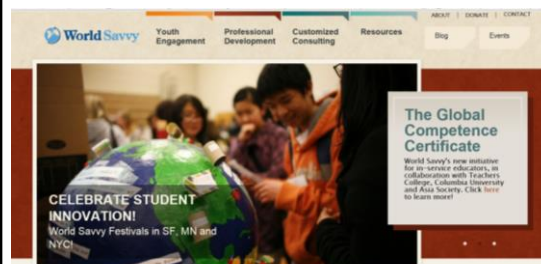 ABOUT | DONATE | CONTACT
World Savvy
Youth
Engagement
Professional
Development
Customized
Consulting
Resources
Blog
Events
The Global
Competence
Certificate
World Savvy's new initiative
for in-service educators, in
collaboration with Teachers
College, Columbia University
and Asia Society. Click here
to learn more!
CELEBRATE STUDENT
INNOVATION!
World Savvy Festivals in SF, MN and
NYC!